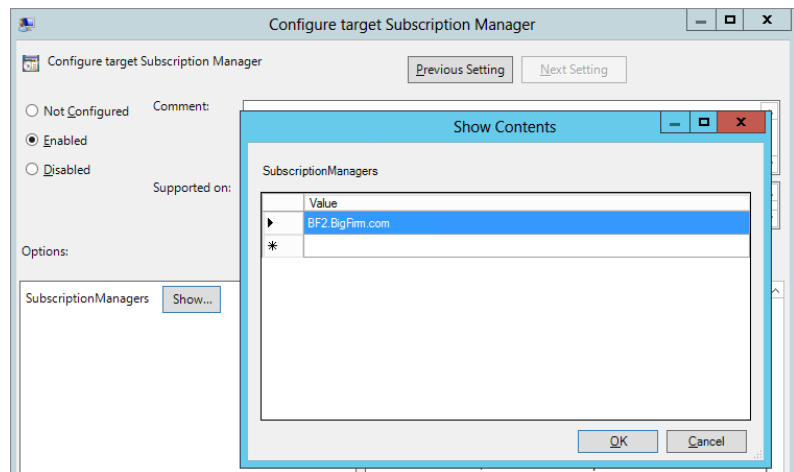 Configure target Subscription Manager
Configure target Subscription Manager
Previous Setting
Next Setting
Not Configured
Comment:
Enabled
Disabled
Supported on:
Options:
SubscriptionManagers
Show...
Show Contents
SubscriptionManagers
Value
BF2.BigFirm.com
OK
Cancel